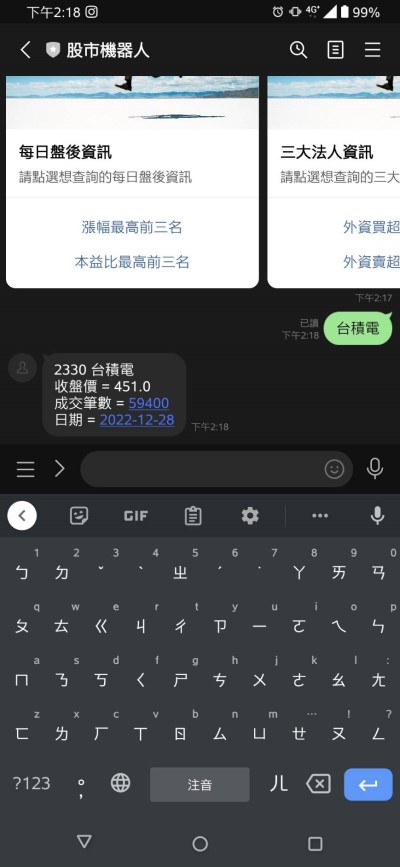 下午2:18
4G+
99%
股市機器人
每日盤後資訊
請點選想查詢的每日盤後資訊
漲幅最高前三名
本益比最高前三名
三大法人資訊
請點選想查詢的三大
外資買超
外資賣超
下午2:17
已讀
下午2:18
台積電
2330 台積電
收盤價 = 451.0
成交筆數 = 59400
日期 = 2022-12-28
下午2:18
GIF
1 2 3 4 5 6 7 8 9 0
ㄅ ㄉ ˇ ˋ ㄓ ˊ ˙ ㄚ ㄞ ㄢ
q w e r t y u i o p
ㄆ ㄊ ㄍ ㄐ ㄔ ㄗ ㄧ ㄛ ㄟ ㄣ
a s d f g h j k l :
ㄇ ㄋ ㄎ ㄑ ㄕ ㄘ ㄨ ㄜ ㄠ ㄤ
z x c v b n m … ! ?
ㄈ ㄌ ㄏ ㄒ ㄖ ㄙ ㄩ ㄝ ㄡ ㄥ
?123 。, 注音 ㄦ